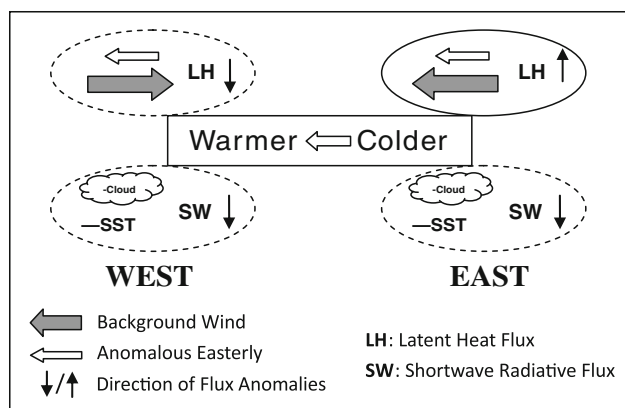 LH LH
Warmer Colder
-Cloud -Cloud
—SST SW —SST SW
WEST EAST
Background Wind
Anomalous Easterly
/ Direction of Flux Anomalies
LH: Latent Heat Flux
SW: Shortwave Radiative Flux